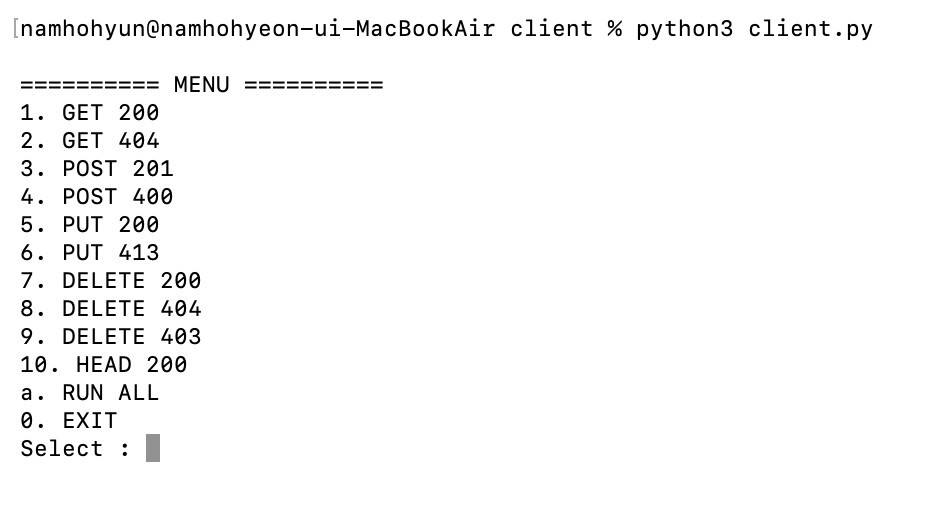 [namhohyun@namhohyeon-ui-MacBookAir client % python3 client.py
========== MENU ==========
1. GET 200
2. GET 404
3. POST 201
4. POST 400
5. PUT 200
6. PUT 413
7. DELETE 200
8. DELETE 404
9. DELETE 403
10. HEAD 200
a. RUN ALL
0. EXIT
Select :